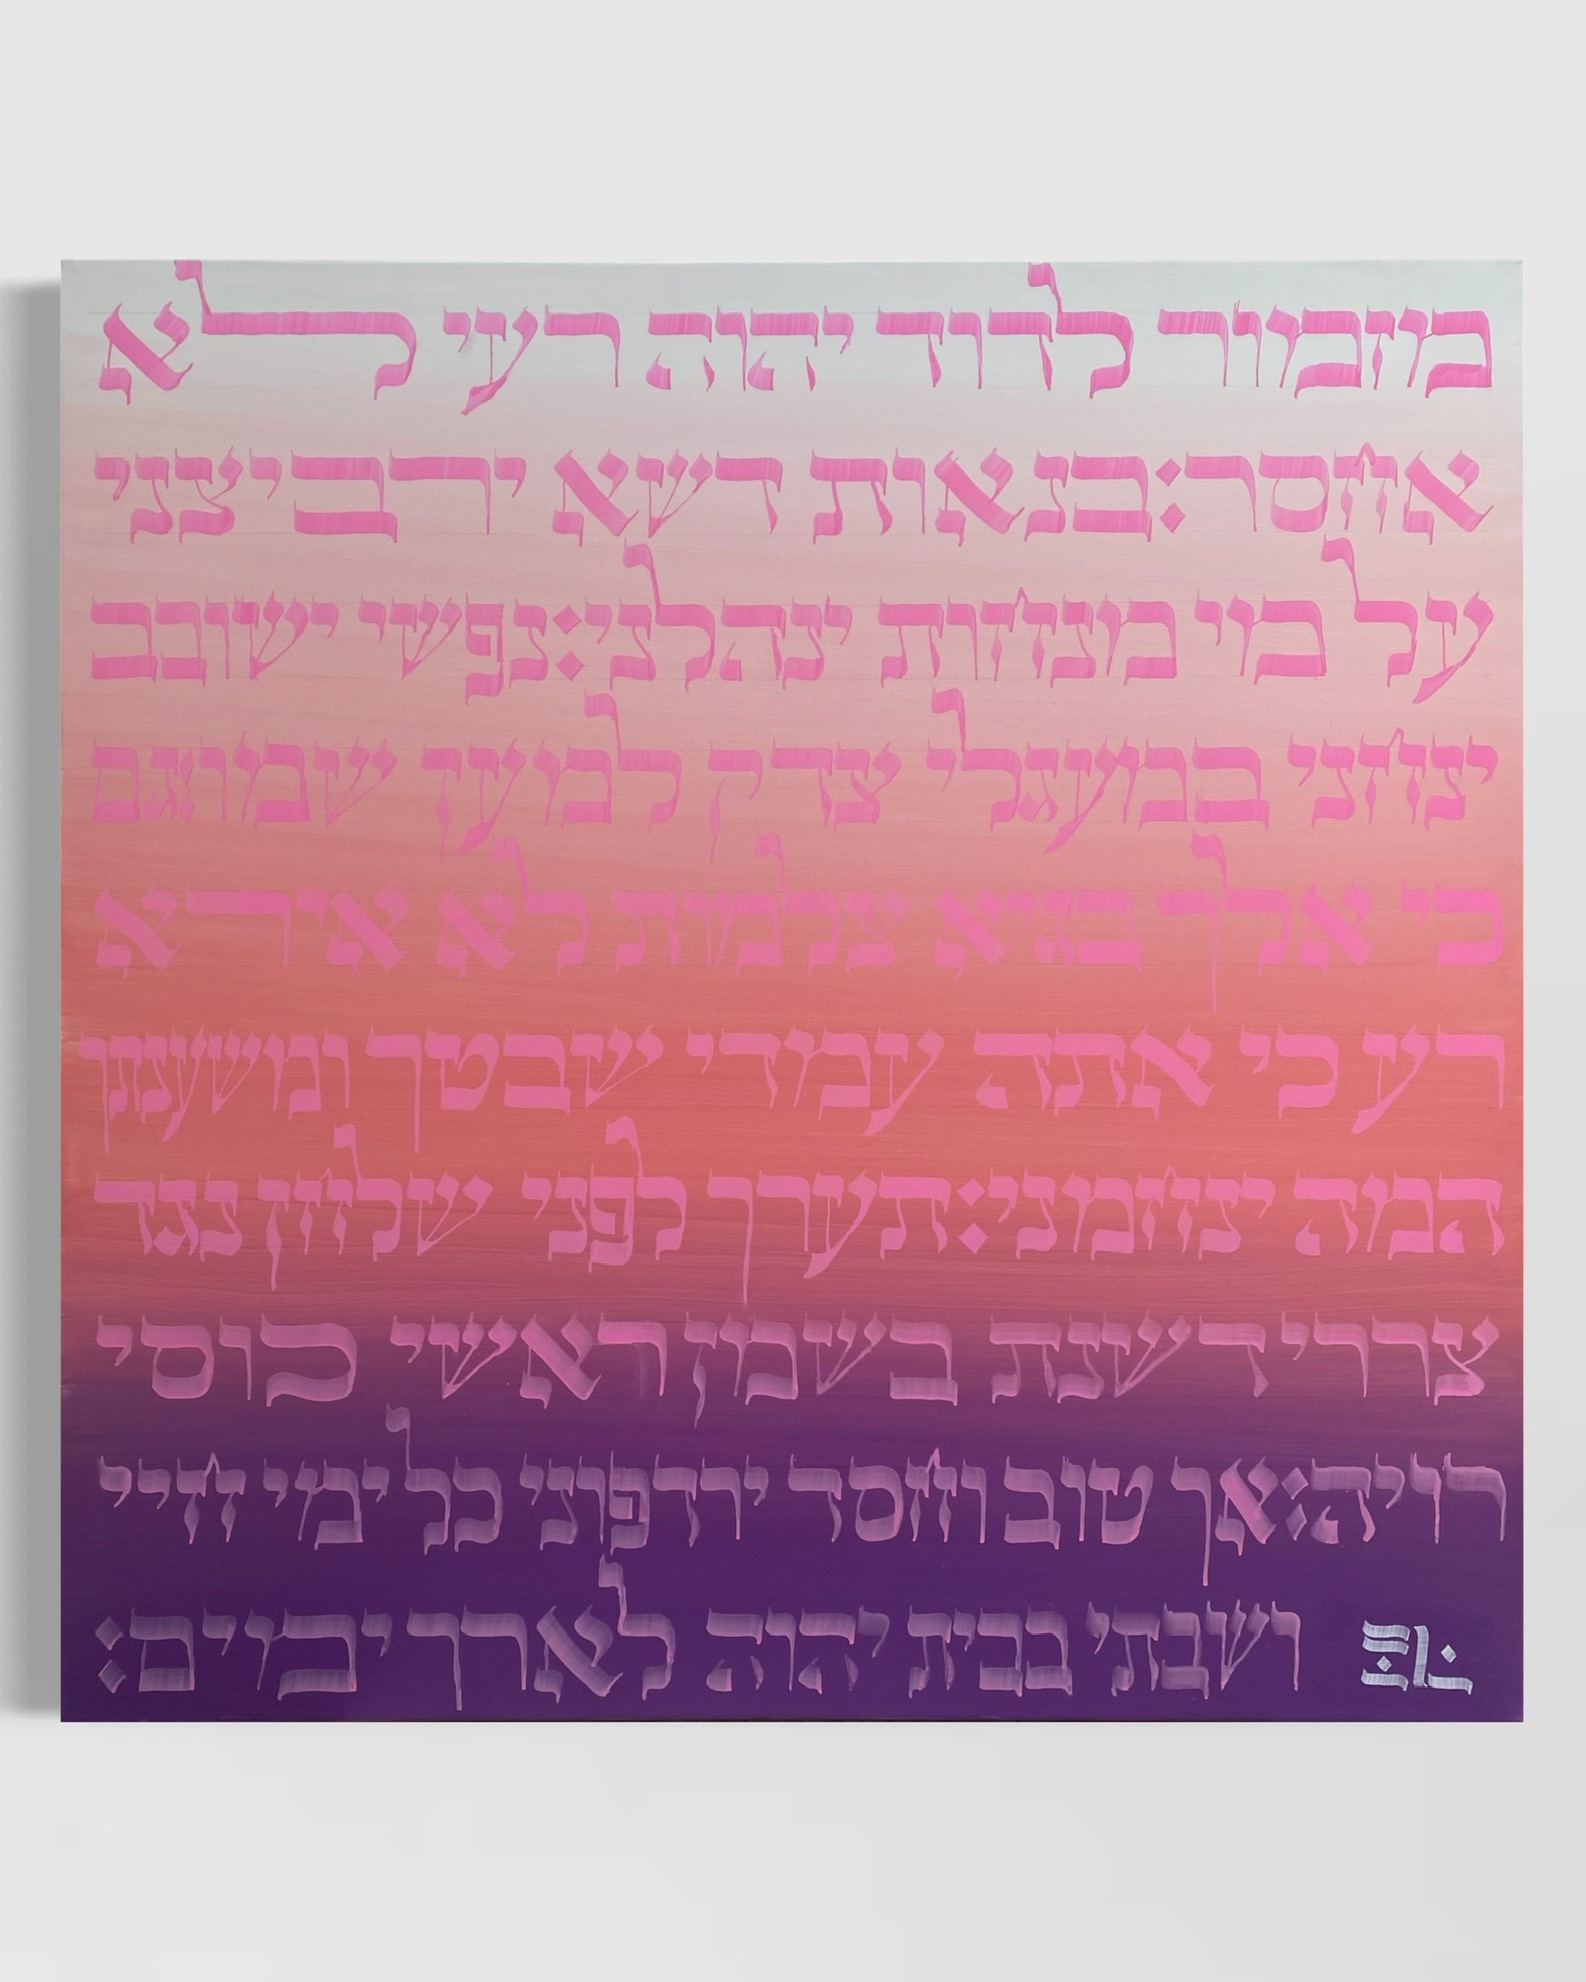 מזמור לדוד יהוה רעי לא
אחסר:בנאות דשא ירביצני
על מי מנחות ינהלני:נפשי ישובב
ינחני במעגלי צדק למען שמו:גם
כי אלך בגיא צלמות לא אירא
רע כי אתה עמדי שבטך ומשענתך
המה ינחמני:תערך לפני שלחן נגד
צררי דשנת בשמן ראשי כוסי
רויה:אך טוב וחסד ירדפוני כל ימי חיי
ושבתי בבית יהוה לארך ימים: